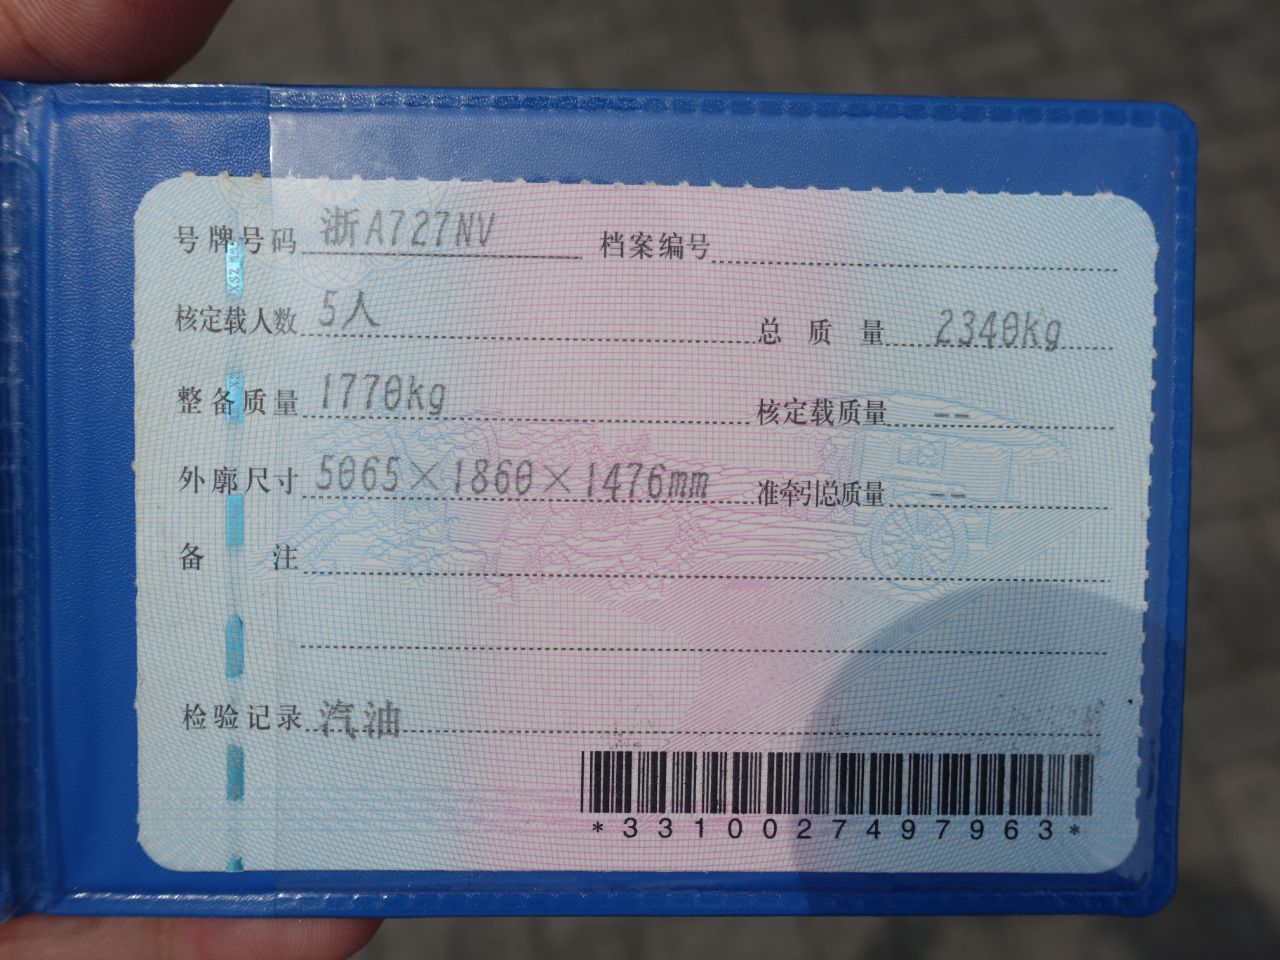 号牌号码 浙A727NV 档案编号
核定载人数 5人 总质量 2340kg
整备质量 1770kg 核定载质量 --
外廓尺寸 5065×1860×1476mm 准牵引总质量 --
备注
检验记录 汽油
*3310027497963*